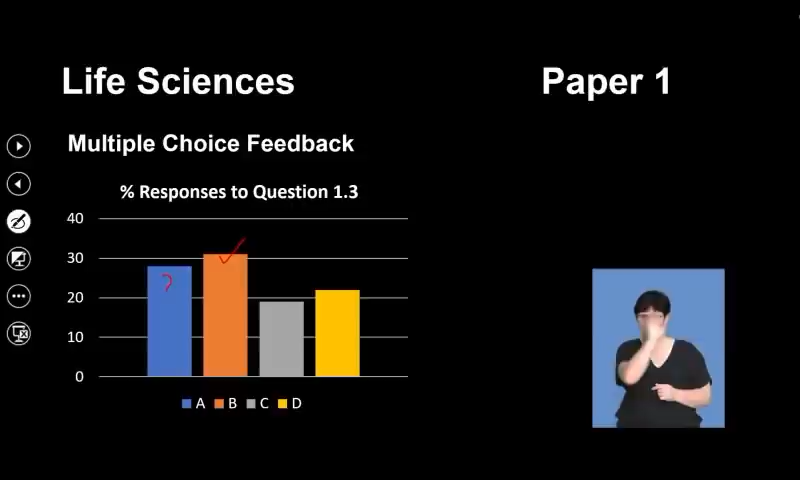 Life Sciences
Paper 1
Multiple Choice Feedback
% Responses to Question 1.3
40
30
20
10
0
A B C D
?